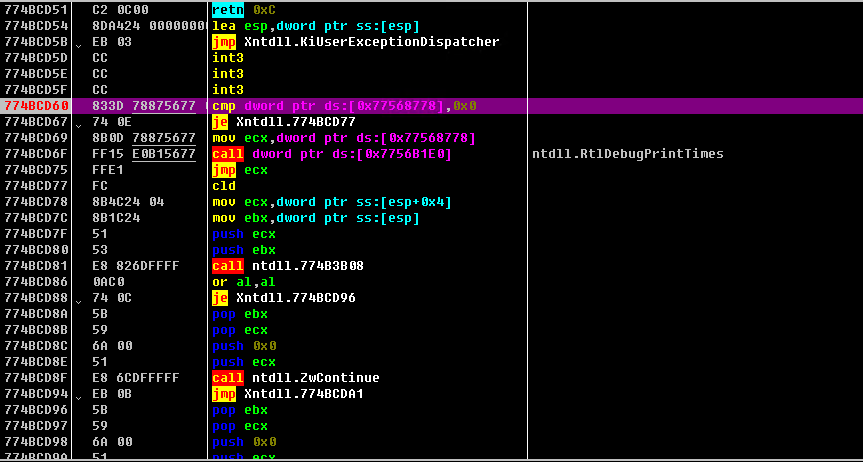 774BCD51 C2 0C00 retn 0xC
774BCD54 8DA424 00000000 lea esp,dword ptr ss:[esp]
774BCD5B EB 03 jmp Xntdll.KiUserExceptionDispatcher
774BCD5D CC int3
774BCD5E CC int3
774BCD5F CC int3
774BCD60 833D 78875677 cmp dword ptr ds:[0x77568778],0x0
774BCD67 74 0E je Xntdll.774BCD77
774BCD69 8B0D 78875677 mov ecx,dword ptr ds:[0x77568778]
774BCD6F FF15 E0B15677 call dword ptr ds:[0x7756B1E0] ntdll.RtlDebugPrintTimes
774BCD75 FFE1 jmp ecx
774BCD77 FC cld
774BCD78 8B4C24 04 mov ecx,dword ptr ss:[esp+0x4]
774BCD7C 8B1C24 mov ebx,dword ptr ss:[esp]
774BCD7F 51 push ecx
774BCD80 53 push ebx
774BCD81 E8 826DFFFF call ntdll.774B3B08
774BCD86 0AC0 or al,al
774BCD88 74 0C je Xntdll.774BCD96
774BCD8A 5B pop ebx
774BCD8B 59 pop ecx
774BCD8C 6A 00 push 0x0
774BCD8E 51 push ecx
774BCD8F E8 6CDFFFFF call ntdll.ZwContinue
774BCD94 EB 0B jmp Xntdll.774BCDA1
774BCD96 5B pop ebx
774BCD97 59 pop ecx
774BCD98 6A 00 push 0x0
774BCD9A 51 push ecx